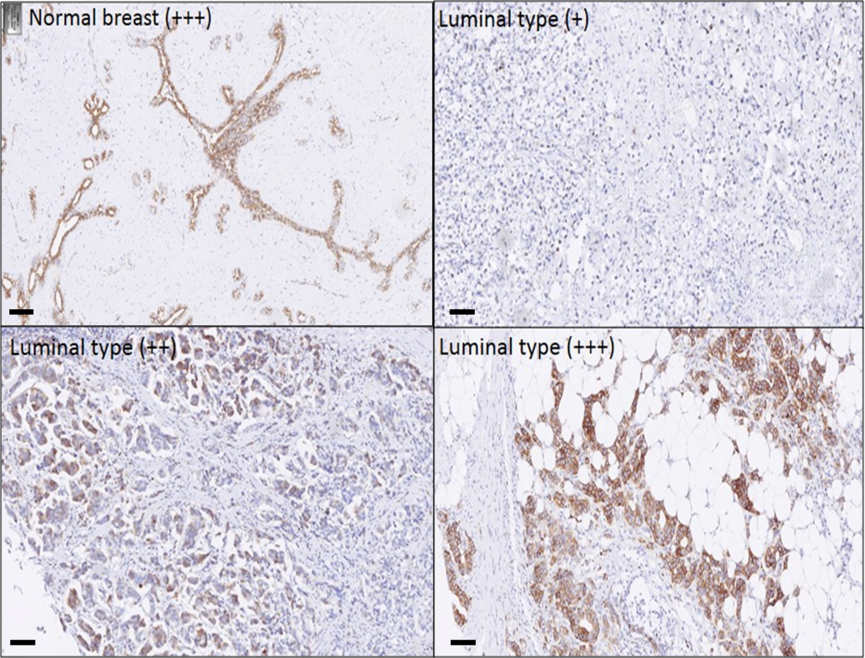 Normal breast (+++)
Luminal type (+)
Luminal type (++)
Luminal type (+++)